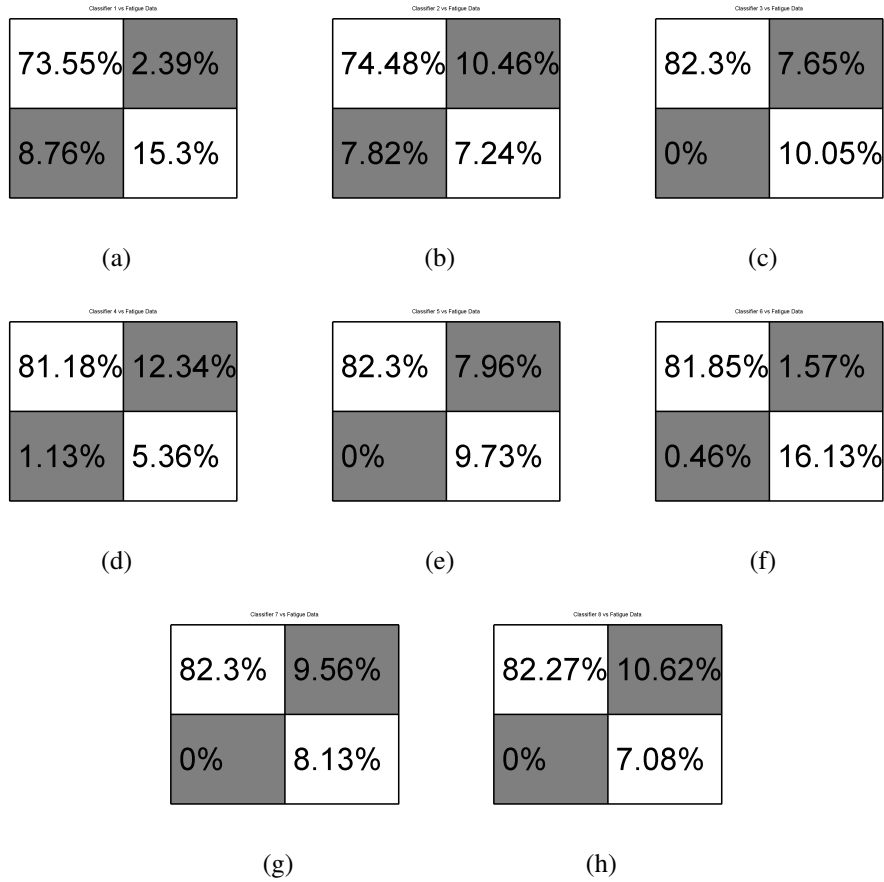 Classifier 1 vs Fatigue Data
73.55% 2.39%
8.76% 15.3%
(a)
Classifier 2 vs Fatigue Data
74.48% 10.46%
7.82% 7.24%
(b)
Classifier 3 vs Fatigue Data
82.3% 7.65%
0% 10.05%
(c)
Classifier 4 vs Fatigue Data
81.18% 12.34%
1.13% 5.36%
(d)
Classifier 5 vs Fatigue Data
82.3% 7.96%
0% 9.73%
(e)
Classifier 6 vs Fatigue Data
81.85% 1.57%
0.46% 16.13%
(f)
Classifier 7 vs Fatigue Data
82.3% 9.56%
0% 8.13%
(g)
Classifier 8 vs Fatigue Data
82.27% 10.62%
0% 7.08%
(h)